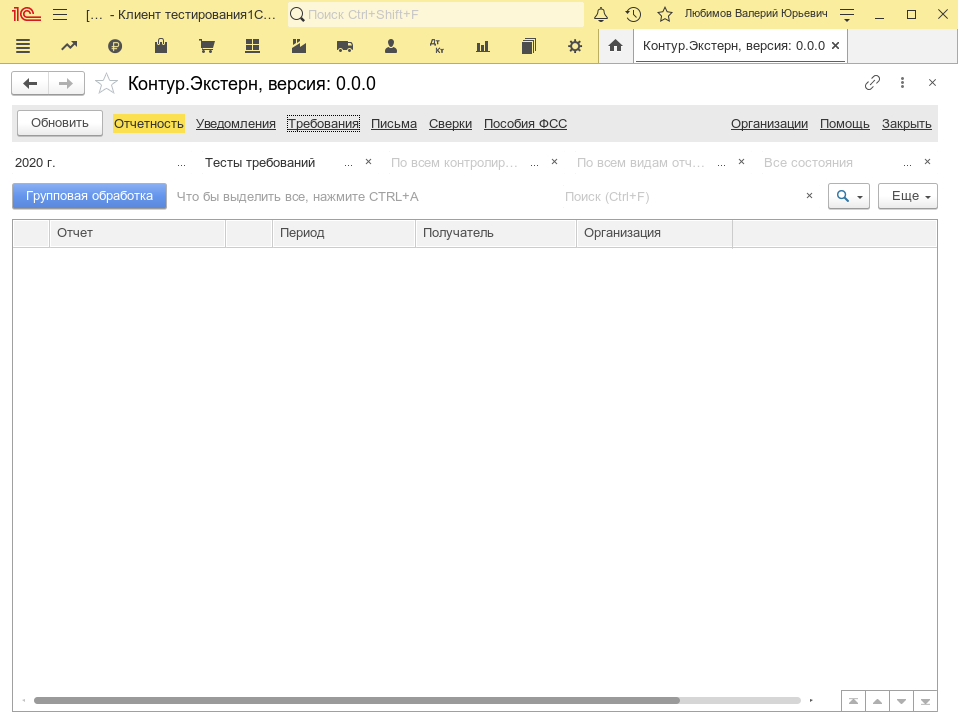 1С [... - Клиент тестирования1С... Поиск Ctrl+Shift+F Любимов Валерий Юрьевич
Дт Кт Контур.Экстерн, версия: 0.0.0 ×
Контур.Экстерн, версия: 0.0.0
Обновить Отчетность Уведомления Требования Письма Сверки Пособия ФСС Организации Помощь Закрыть
2020 г. ... Тесты требований ... × По всем контролир... ... × По всем видам отч... ... × Все состояния ... ×
Групповая обработка Что бы выделить все, нажмите CTRL+A Поиск (Ctrl+F) × Еще
Отчет Период Получатель Организация